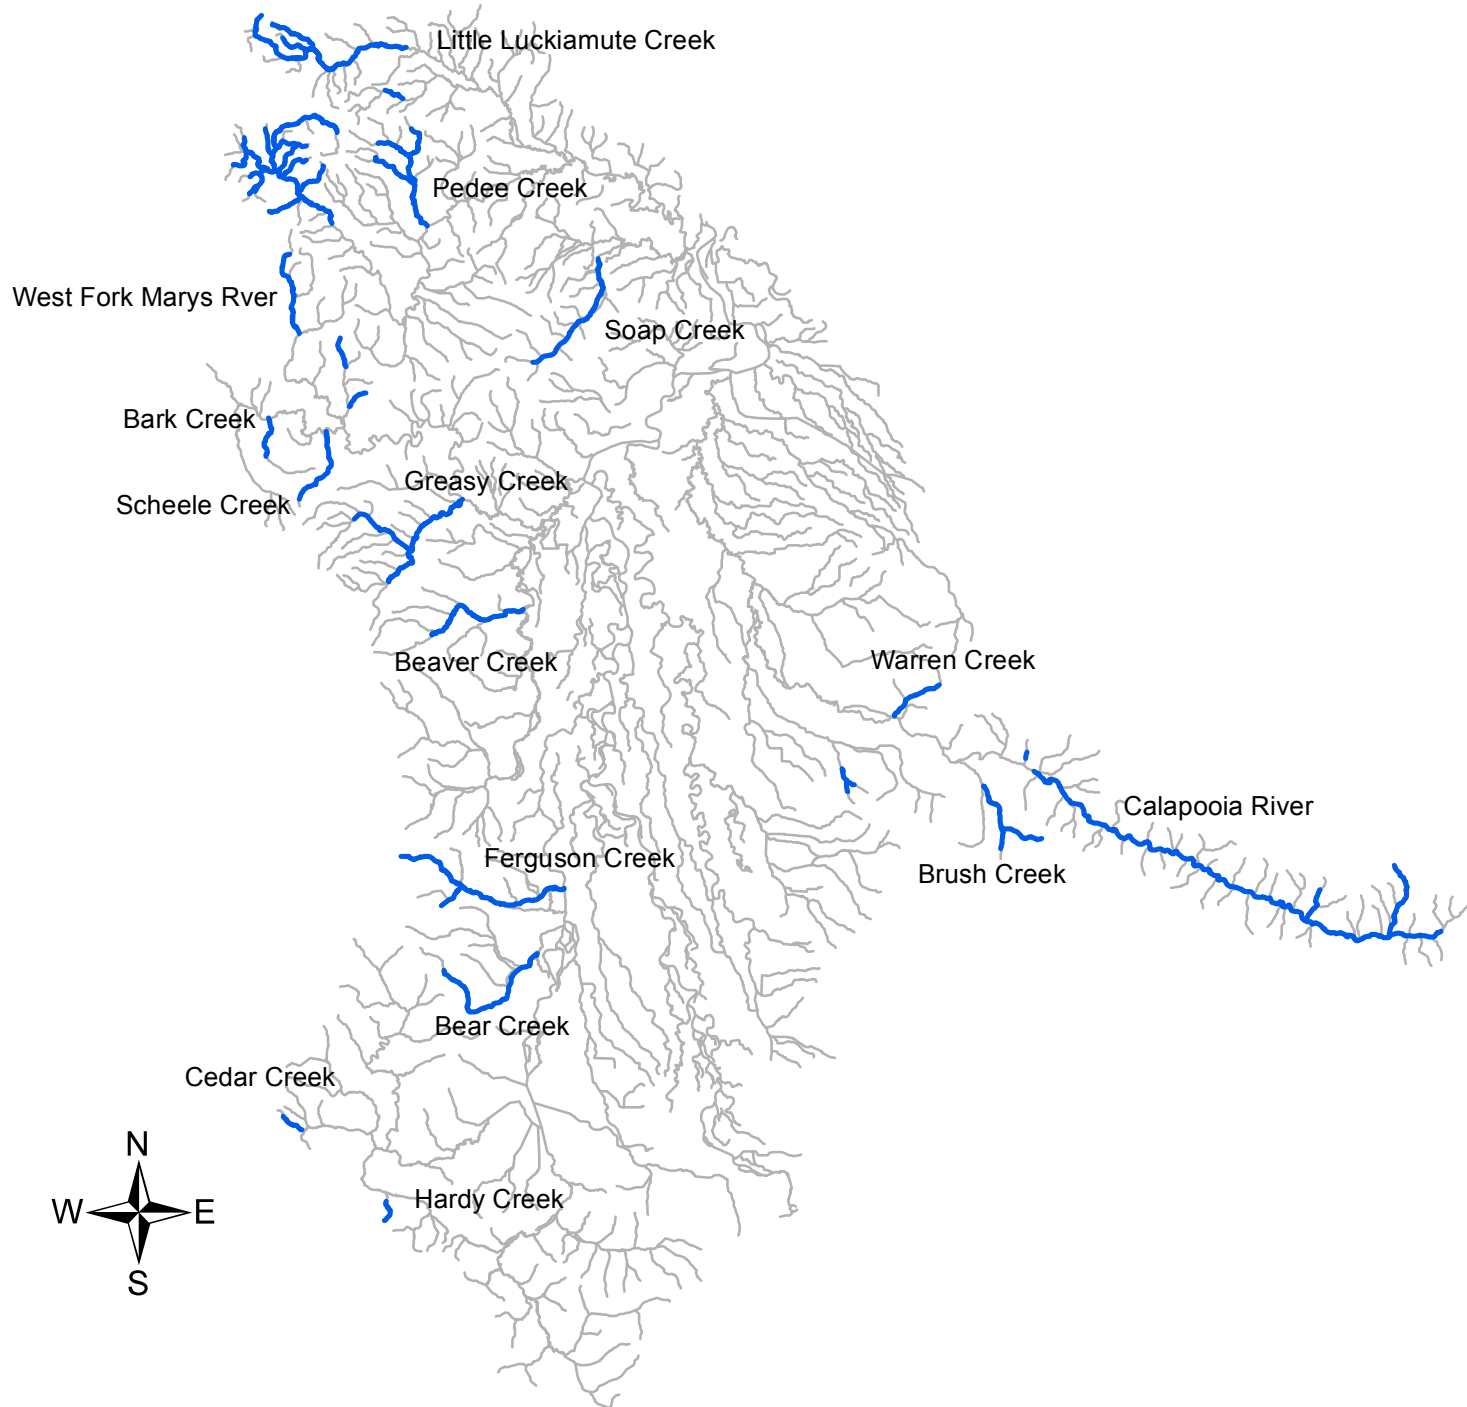 Little Luckiamute Creek
Pedee Creek
West Fork Marys Rver
Soap Creek
Bark Creek
Greasy Creek
Scheele Creek
Beaver Creek
Warren Creek
Calapooia River
Ferguson Creek
Brush Creek
Bear Creek
Cedar Creek
N
Hardy Creek
W E
S